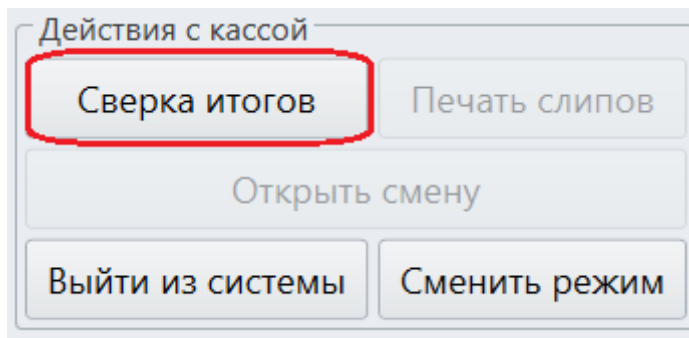 Действия с кассой
Сверка итогов
Печать слипов
Открыть смену
Выйти из системы
Сменить режим